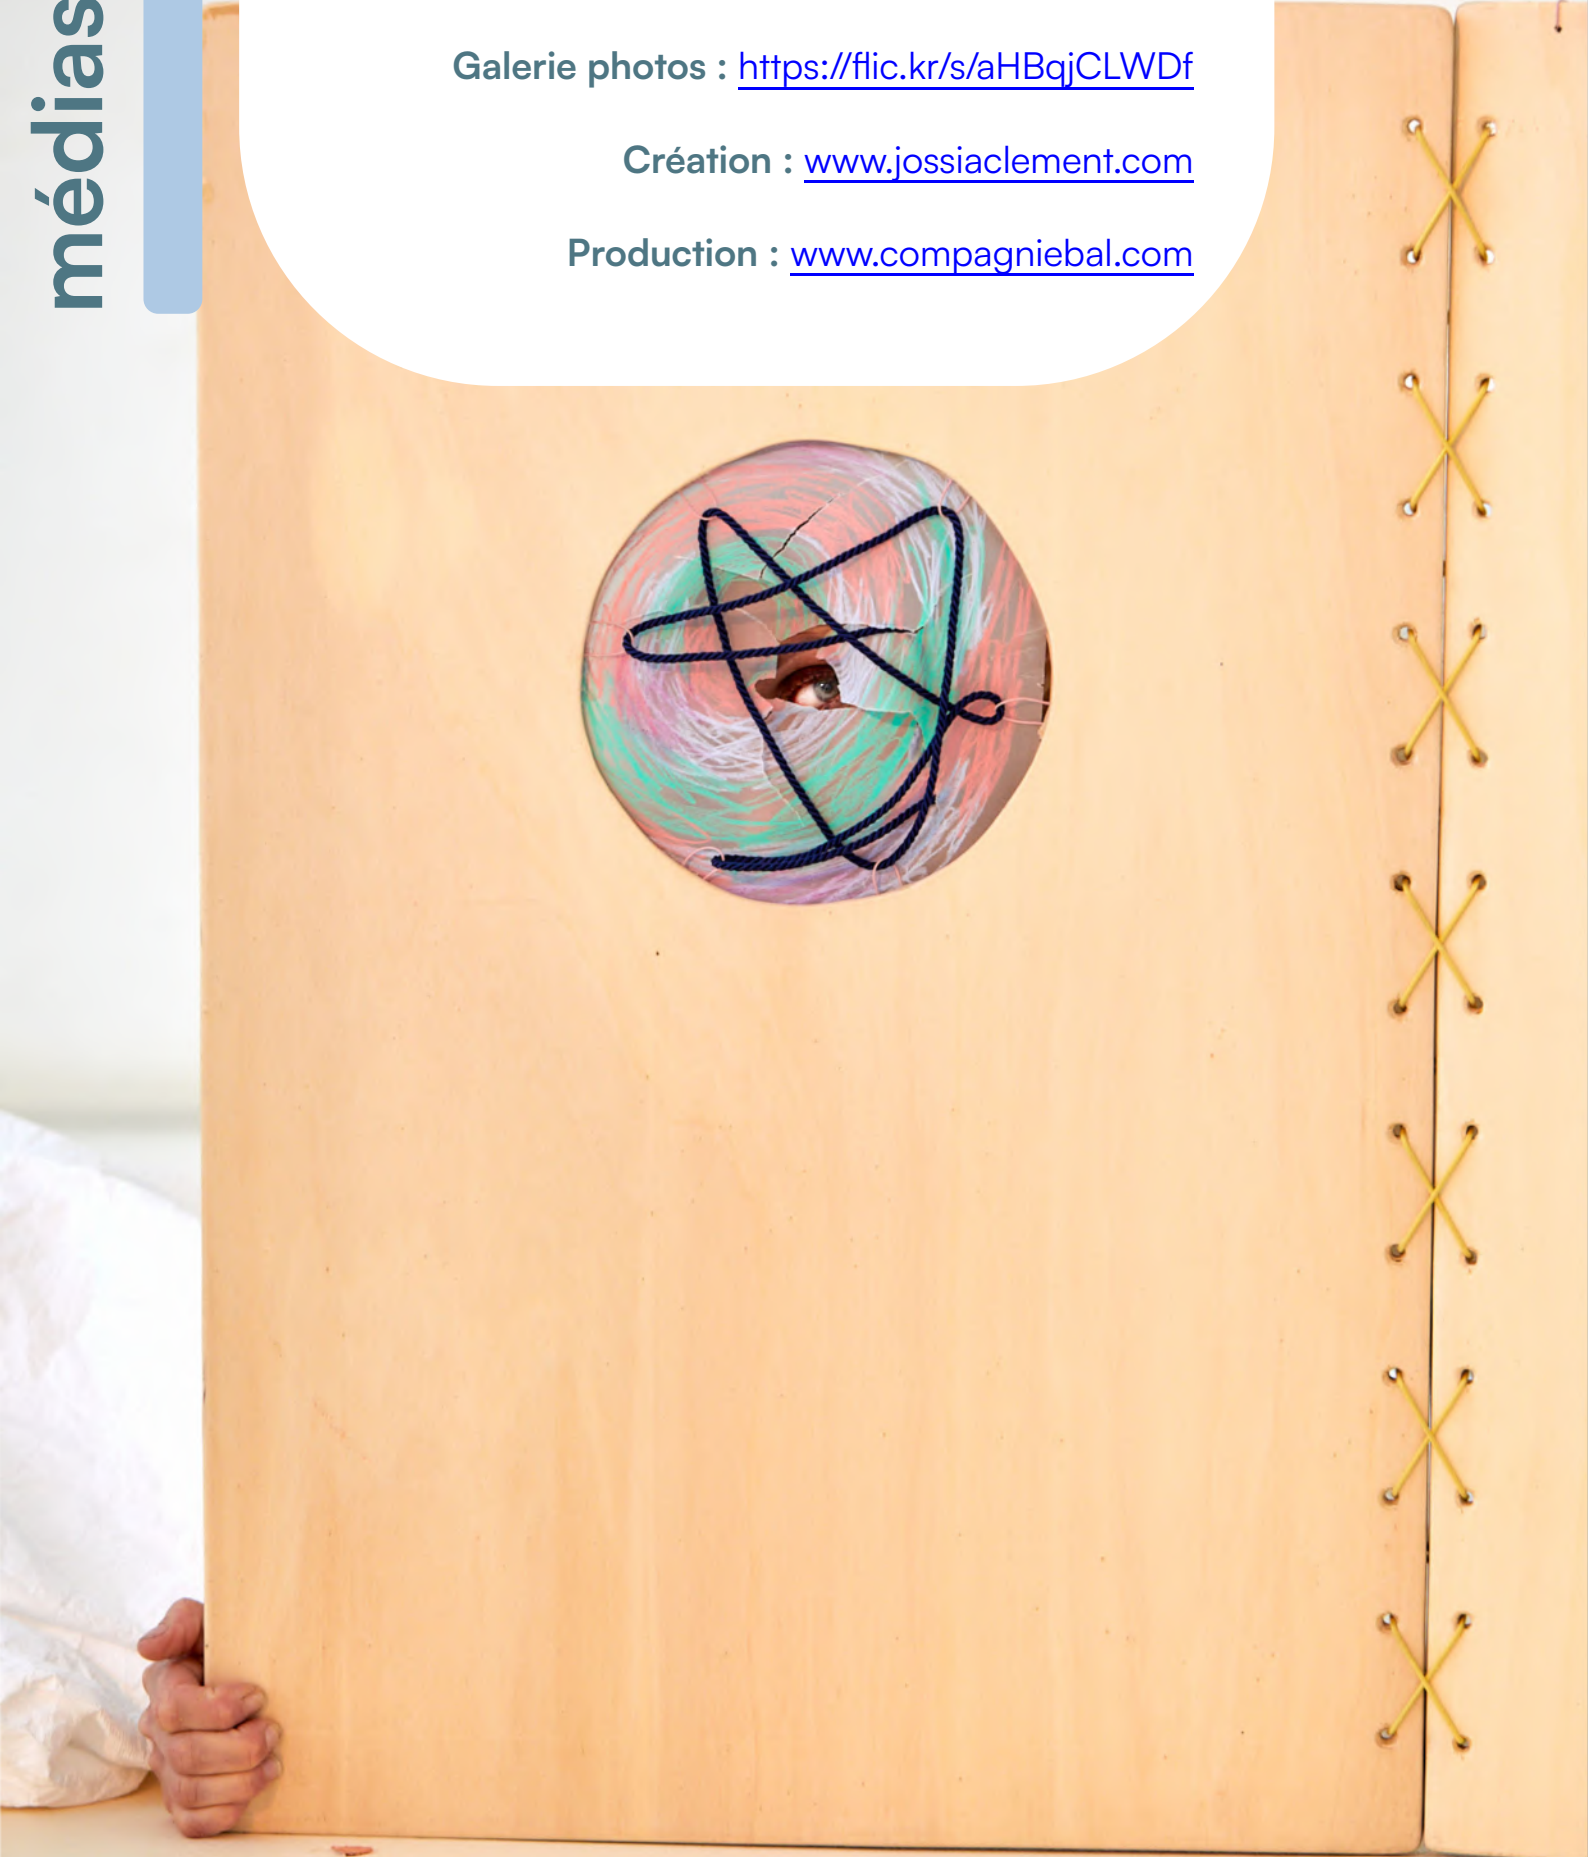 médias
Galerie photos : https://flic.kr/s/aHBqjCLWDf
Création : www.jossiaclement.com
Production : www.compagniebal.com